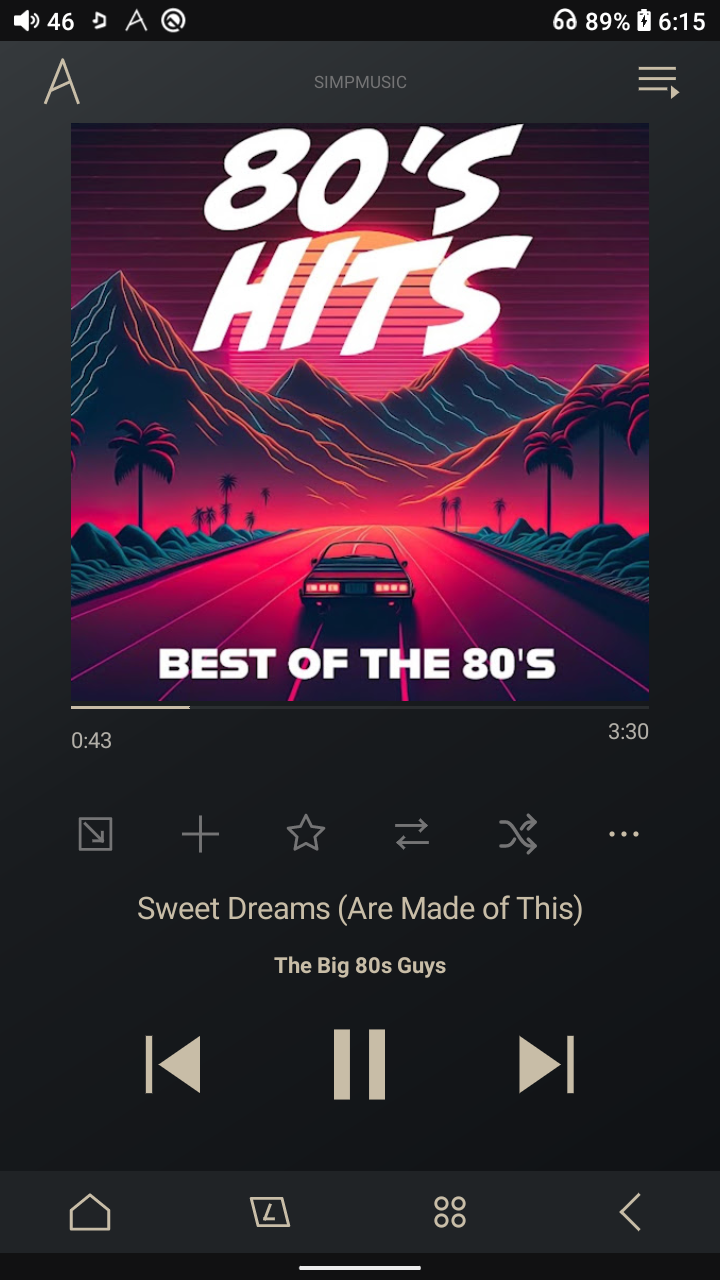 46
89%
6:15
SIMPMUSIC
80'S
HITS
BEST OF THE 80'S
0:43
3:30
Sweet Dreams (Are Made of This)
The Big 80s Guys